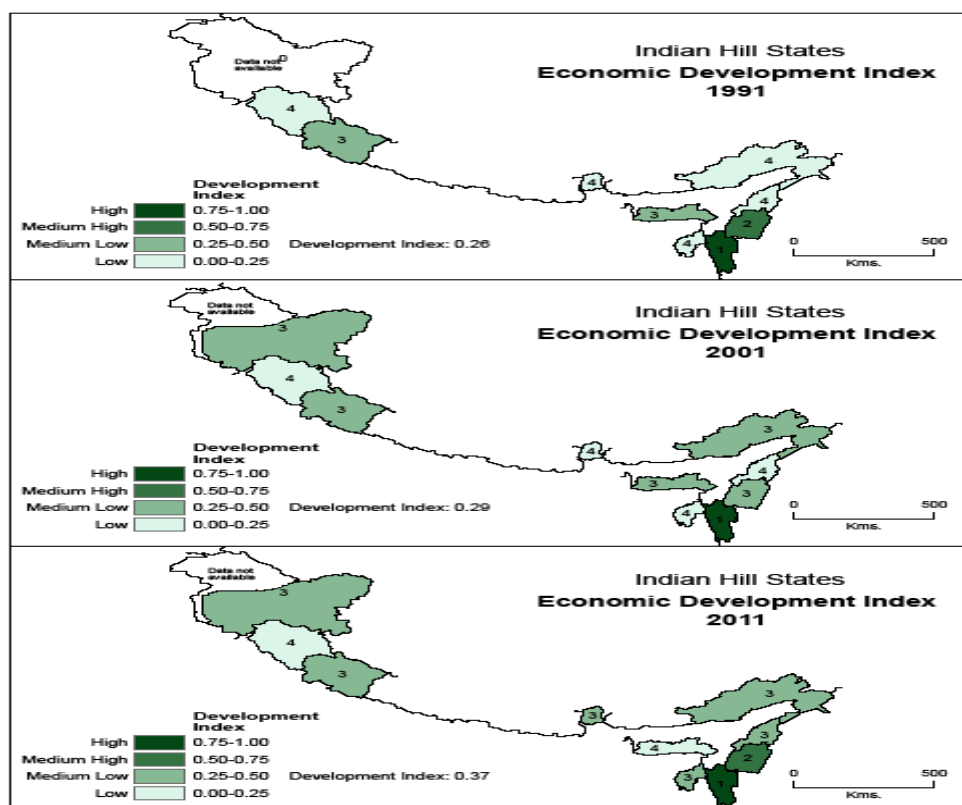 Data not
available
Indian Hill States
Economic Development Index
1991
4
3
4
4
4
3
2
4
1
Development
Index
High 0.75-1.00
Medium High 0.50-0.75
Medium Low 0.25-0.50 Development Index: 0.26
Low 0.00-0.25
0 500
Kms.
Data not
available
Indian Hill States
Economic Development Index
2001
3
4
3
3
4
4
3
3
4
1
Development
Index
High 0.75-1.00
Medium High 0.50-0.75
Medium Low 0.25-0.50 Development Index: 0.29
Low 0.00-0.25
0 500
Kms.
Data not
available
Indian Hill States
Economic Development Index
2011
3
4
3
3
3
3
4
2
3
1
Development
Index
High 0.75-1.00
Medium High 0.50-0.75
Medium Low 0.25-0.50 Development Index: 0.37
Low 0.00-0.25
0 500
Kms.